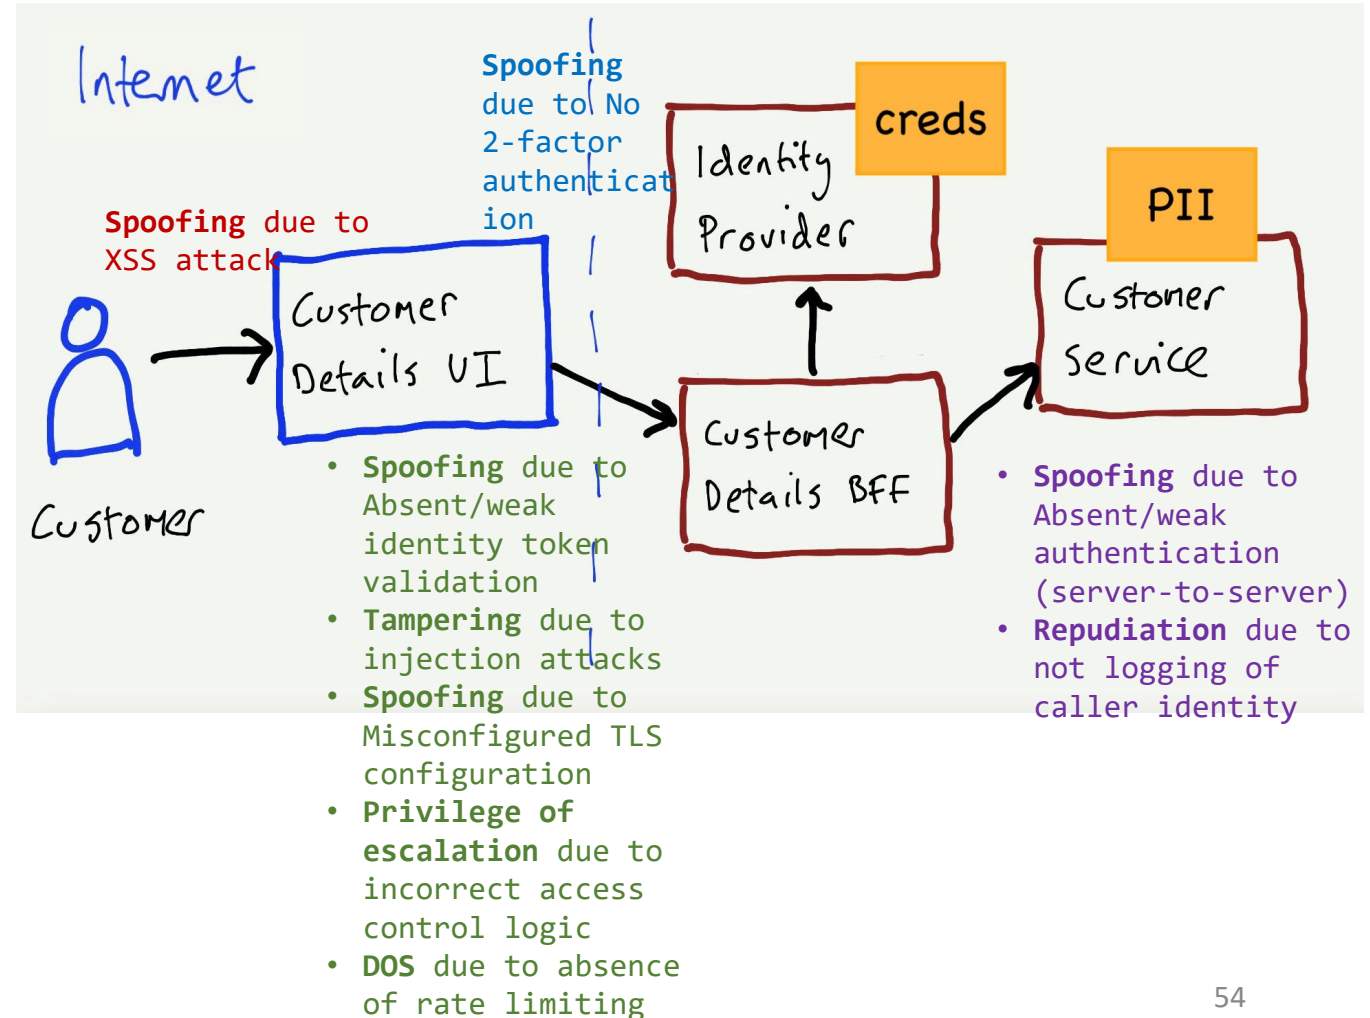 Internet
Spoofing
due to No
2-factor
authenticat
ion
creds
Identity
Provider
PII
Spoofing due to
XSS attack
Customer
Details UI
Customer
Service
Customer
Customer
Details BFF
• Spoofing due to
Absent/weak
identity token
validation
• Tampering due to
injection attacks
• Spoofing due to
Misconfigured TLS
configuration
• Privilege of
escalation due to
incorrect access
control logic
• DOS due to absence
of rate limiting
• Spoofing due to
Absent/weak
authentication
(server-to-server)
• Repudiation due to
not logging of
caller identity
54